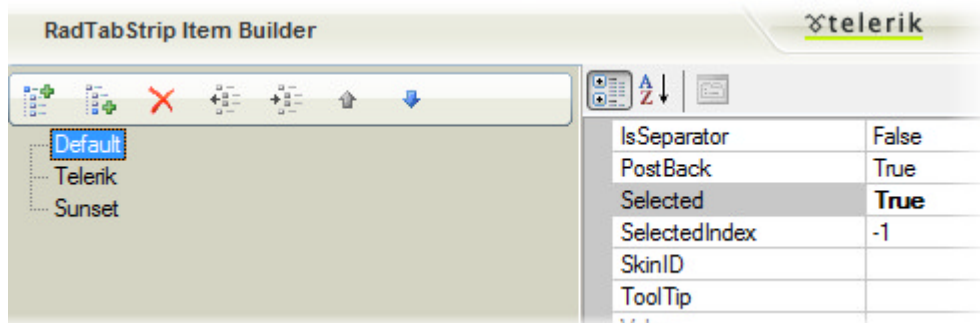 RadTabStrip Item Builder
telerik
A
Z
Default
Telerik
Sunset
IsSeparator False
PostBack True
Selected True
SelectedIndex -1
SkinID
ToolTip